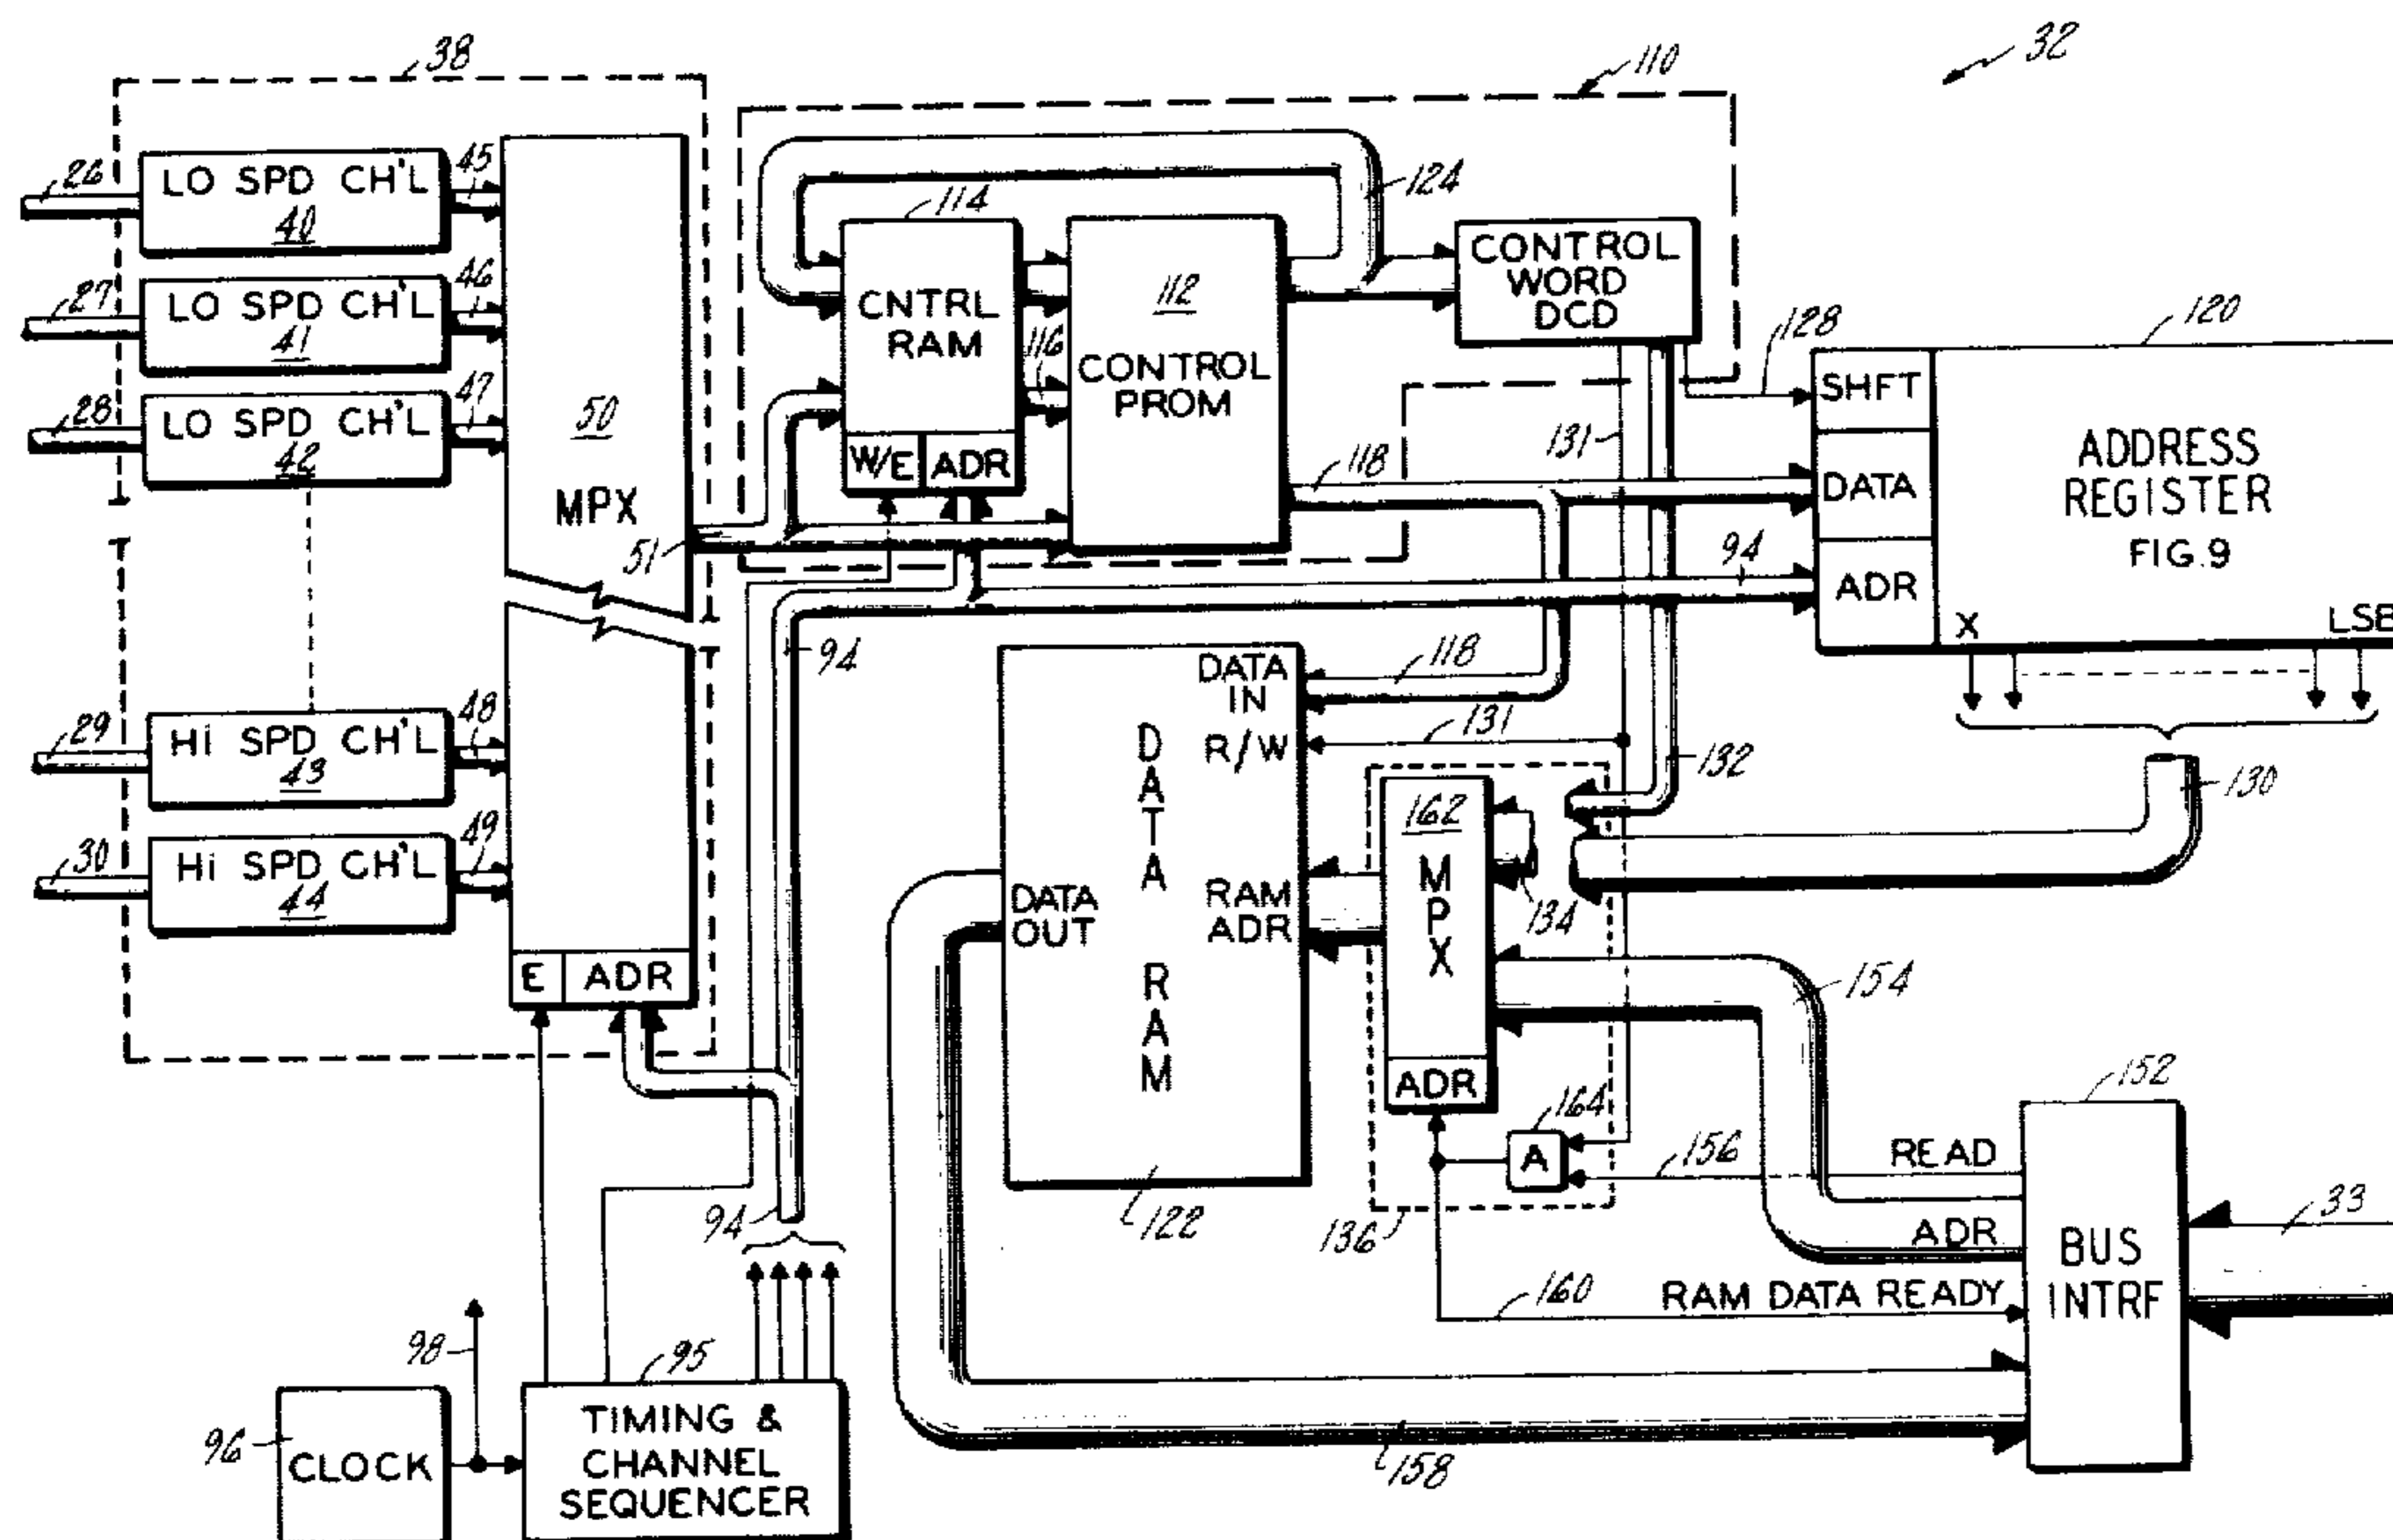 38
110
32
26
LO SPD CH'L
40
45
27
LO SPD CH'L
41
46
28
LO SPD CH'L
42
47
29
Hi SPD CH'L
43
48
30
Hi SPD CH'L
44
49
50
MPX
E
ADR
51
114
CNTRL
RAM
W/E
ADR
116
112
CONTROL
PROM
124
CONTROL
WORD
DCD
128
120
SHFT
DATA
ADR
ADDRESS
REGISTER
FIG.9
X
LSB
118
131
94
94
118
131
132
130
DATA
IN
R/W
DATA
RAM
DATA
OUT
RAM
ADR
122
162
MPX
ADR
134
136
164
A
154
156
READ
ADR
152
BUS
INTRF
33
160
RAM DATA READY
158
94
98
95
96
CLOCK
TIMING &
CHANNEL
SEQUENCER